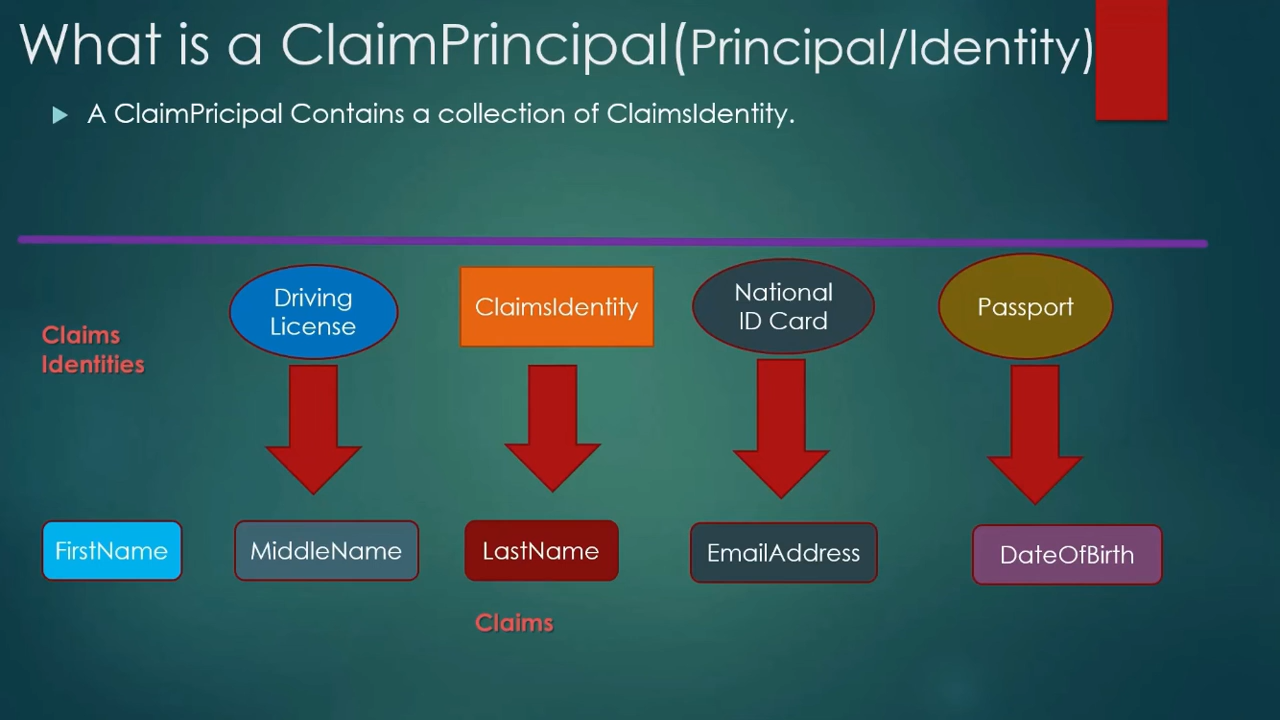 What is a ClaimPrincipal(Principal/Identity)
A ClaimPricipal Contains a collection of ClaimsIdentity.
Claims
Identities
Driving
License
ClaimsIdentity
National
ID Card
Passport
FirstName
MiddleName
LastName
EmailAddress
DateOfBirth
Claims